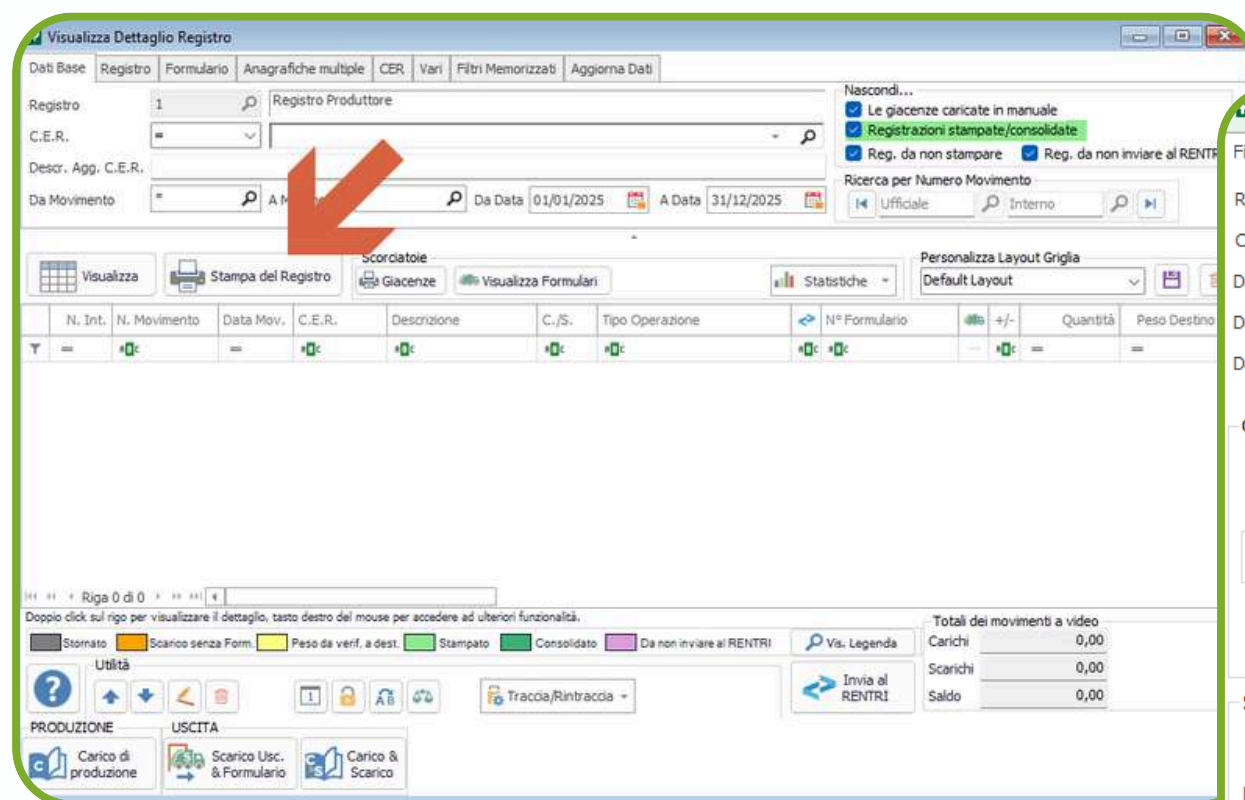 Visualizza Dettaglio Registro
Dati Base Registro Formulario Anagrafiche multiple CER Vari Filtri Memorizzati Aggiorna Dati
Registro 1 Registro Produttore
Nascondi...
Le giacenze caricate in manuale
C.E.R. =
Registrazioni stampate/consolidate
Reg. da non stampare Reg. da non inviare al RENTR
Descr. Agg. C.E.R.
Ricerca per Numero Movimento
Da Movimento = A M Da Data 01/01/2025 A Data 31/12/2025 Ufficiale Interno
Visualizza Stampa del Registro Scorciatoie Giacenze Visualizza Formulari Statistiche
Personalizza Layout Griglia
Default Layout
N. Int. N. Movimento Data Mov. C.E.R. Descrizione C./S. Tipo Operazione N° Formulario +/- Quantità Peso Destino
Riga 0 di 0
Doppio click sul rigo per visualizzare il dettaglio, tasto destro del mouse per accedere ad ulteriori funzionalità.
Stornato Scarico senza Form. Peso da verif. a dest. Stampato Consolidato Da non inviare al RENTRI Vis. Legenda
Totali dei movimenti a video
Carichi 0,00
Scarichi 0,00
Saldo 0,00
Utilità
Traccia/Rintraccia
Invia al
RENTRI
PRODUZIONE USCITA
Carico di
produzione
Scarico Usc.
& Formulario
Carico &
Scarico
Fi
R
C
D
D
D